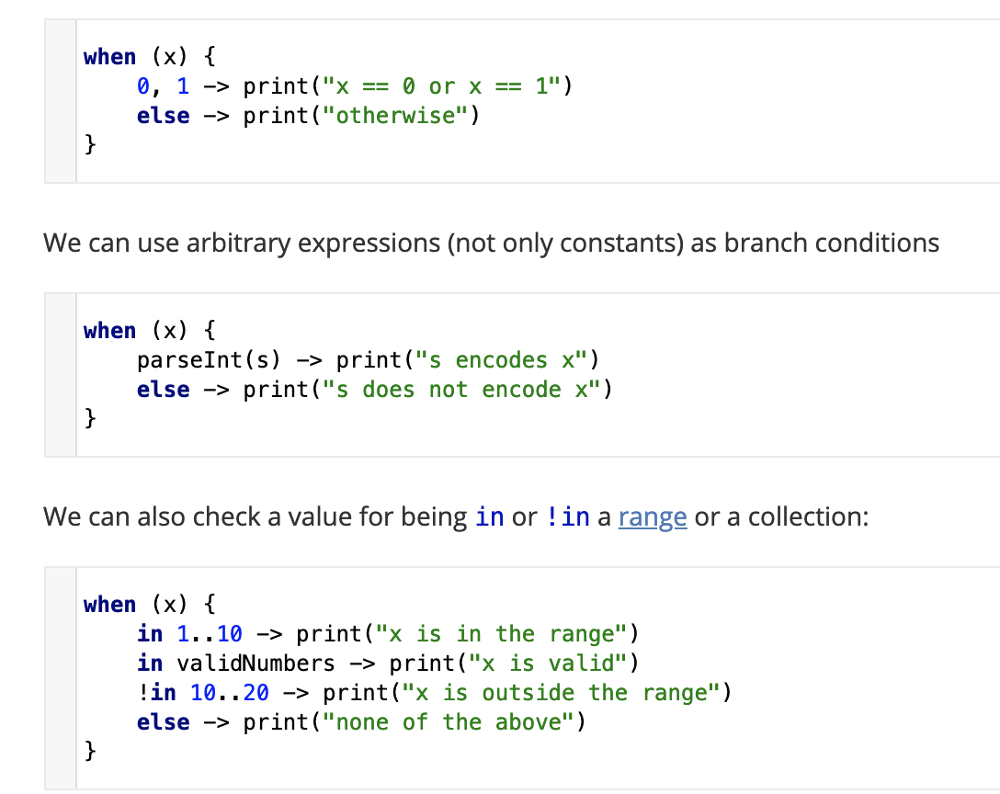 when (x) {
    0, 1 -> print("x == 0 or x == 1")
    else -> print("otherwise")
}
We can use arbitrary expressions (not only constants) as branch conditions
when (x) {
    parseInt(s) -> print("s encodes x")
    else -> print("s does not encode x")
}
We can also check a value for being in or !in a range or a collection:
when (x) {
    in 1..10 -> print("x is in the range")
    in validNumbers -> print("x is valid")
    !in 10..20 -> print("x is outside the range")
    else -> print("none of the above")
}